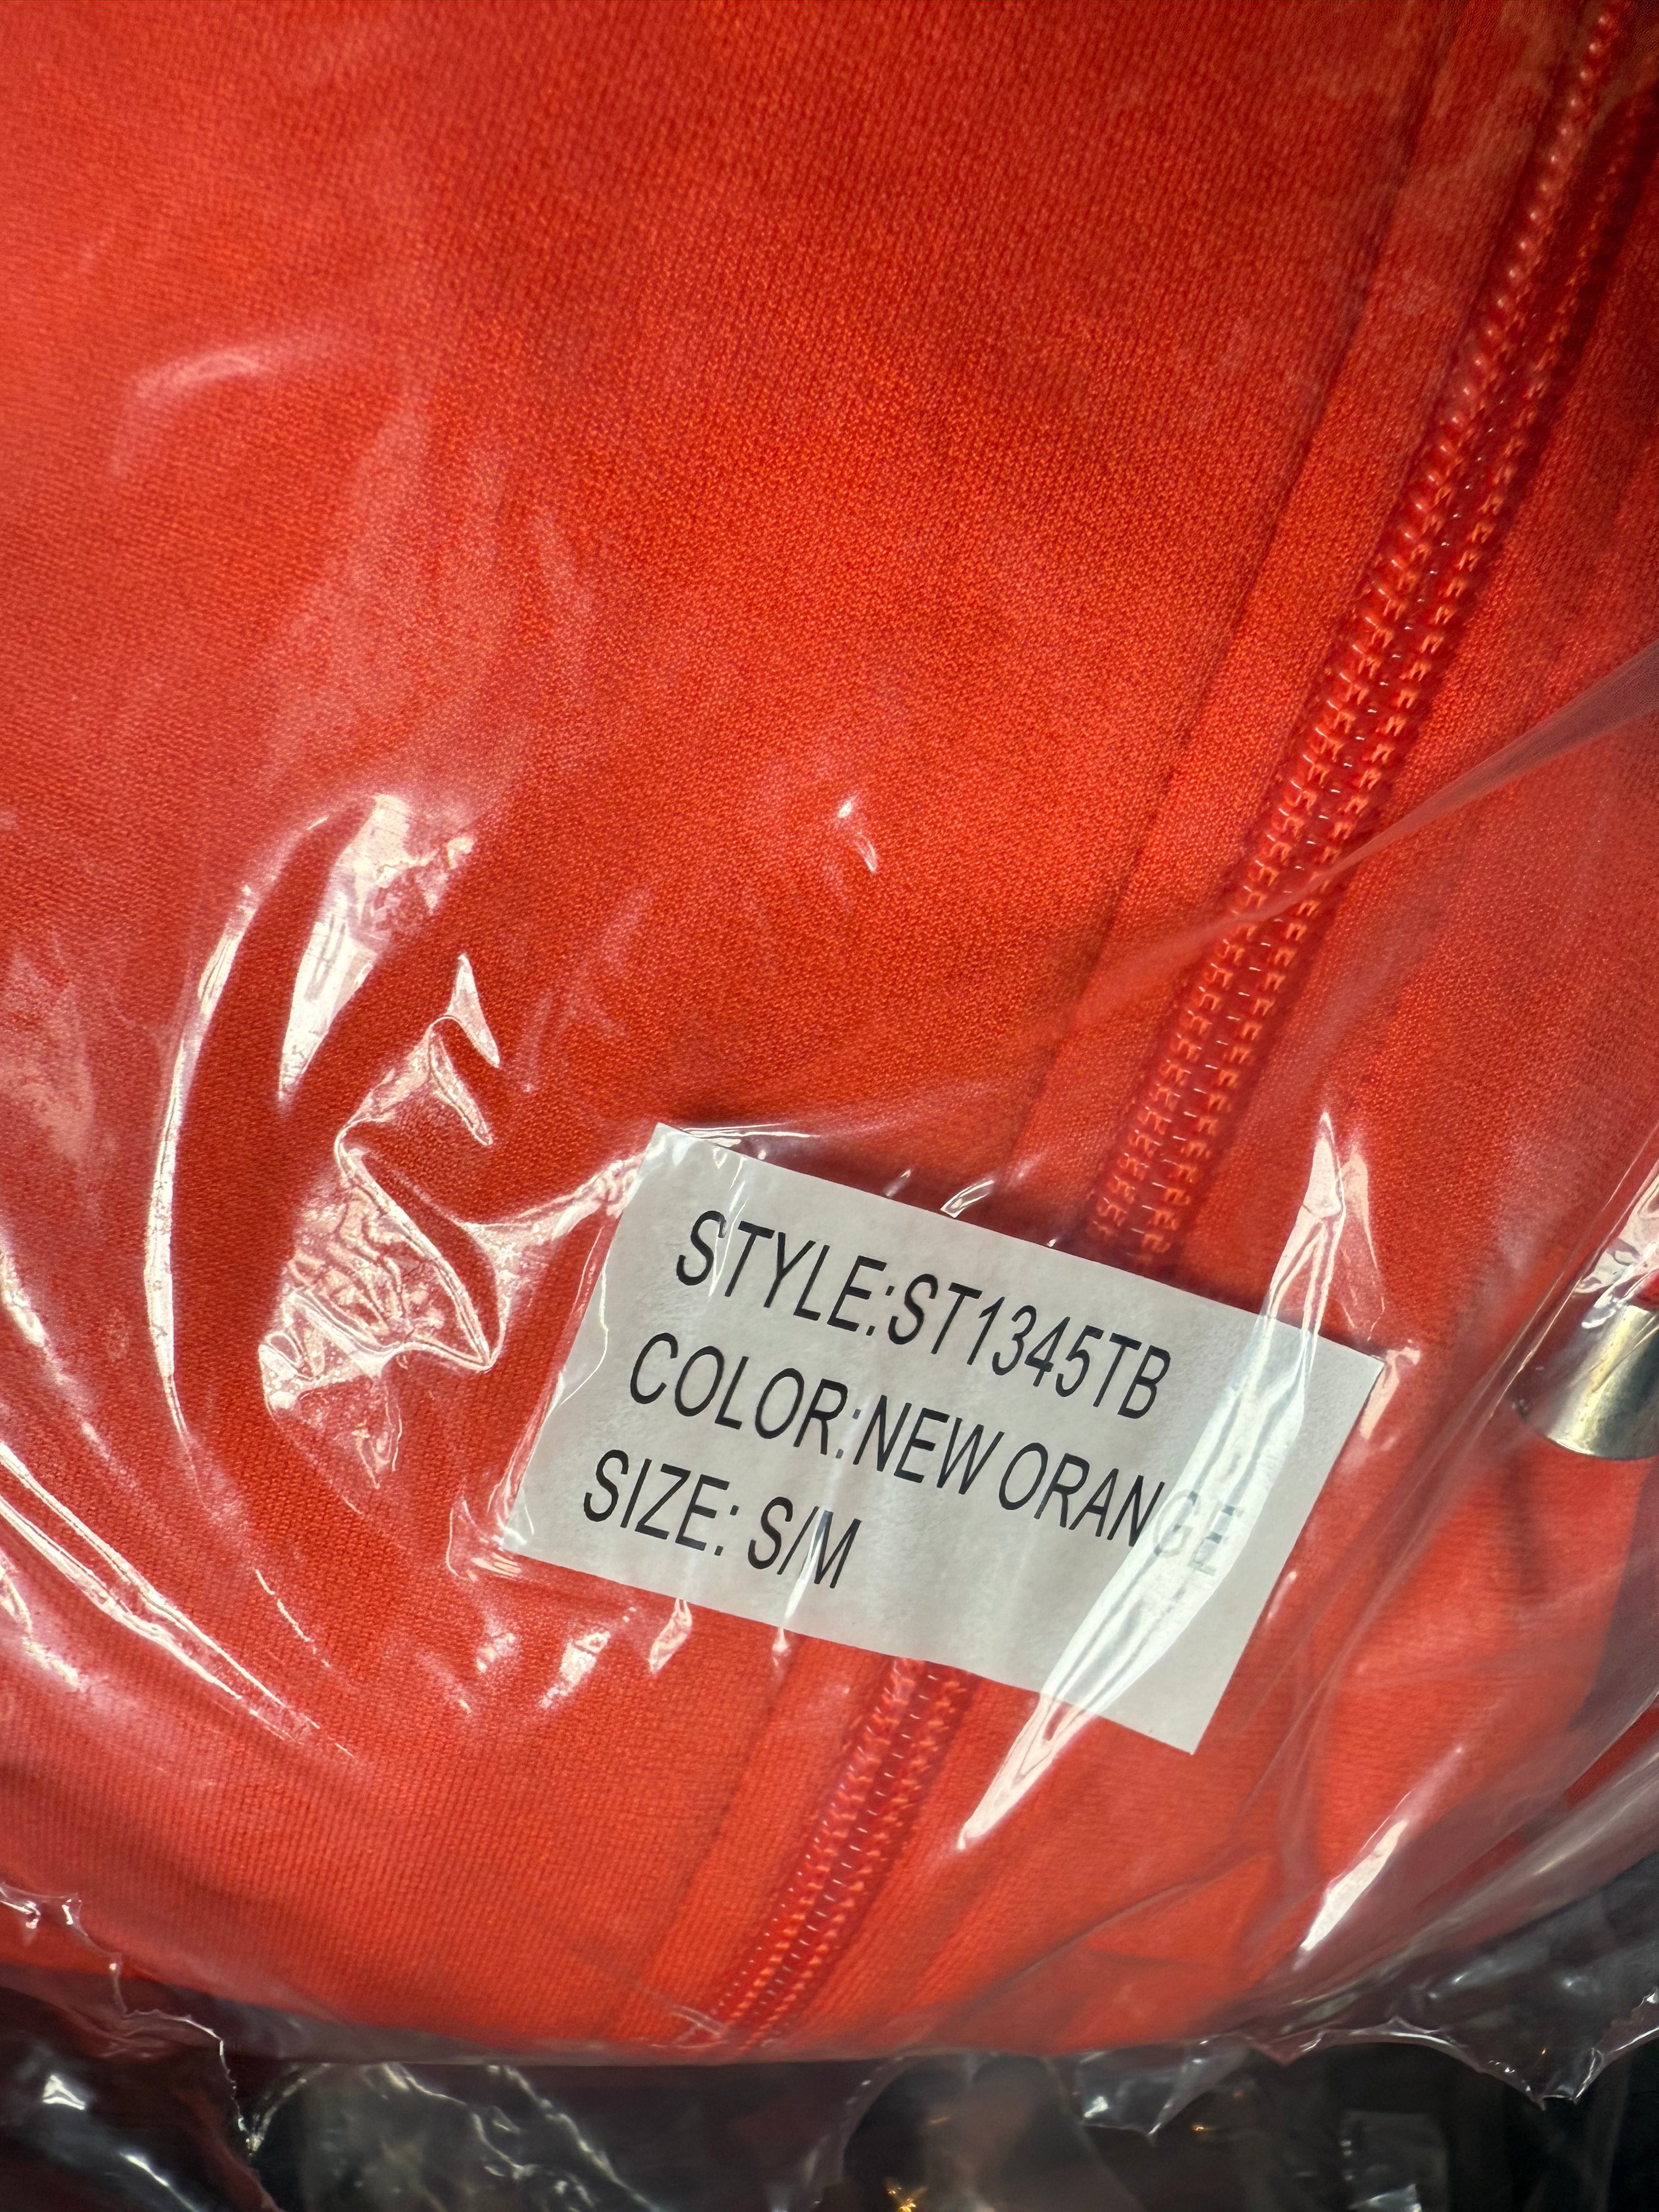 STYLE:ST1345TB
COLOR:NEW ORANGE
SIZE: S/M